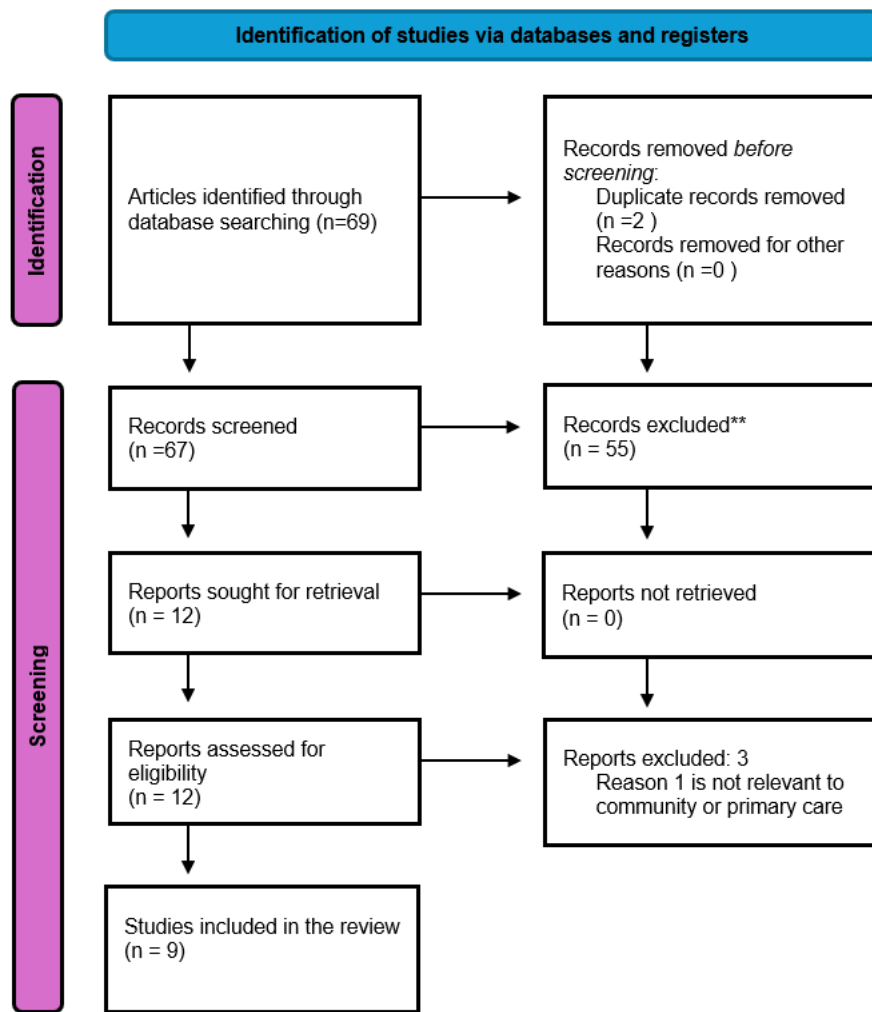 Identification of studies via databases and registers
Identification
Articles identified through
database searching (n=69)
Records removed before
screening:
Duplicate records removed
(n =2 )
Records removed for other
reasons (n =0 )
Screening
Records screened
(n =67)
Records excluded**
(n = 55)
Reports sought for retrieval
(n = 12)
Reports not retrieved
(n = 0)
Reports assessed for
eligibility
(n = 12)
Reports excluded: 3
Reason 1 is not relevant to
community or primary care
Studies included in the review
(n = 9)